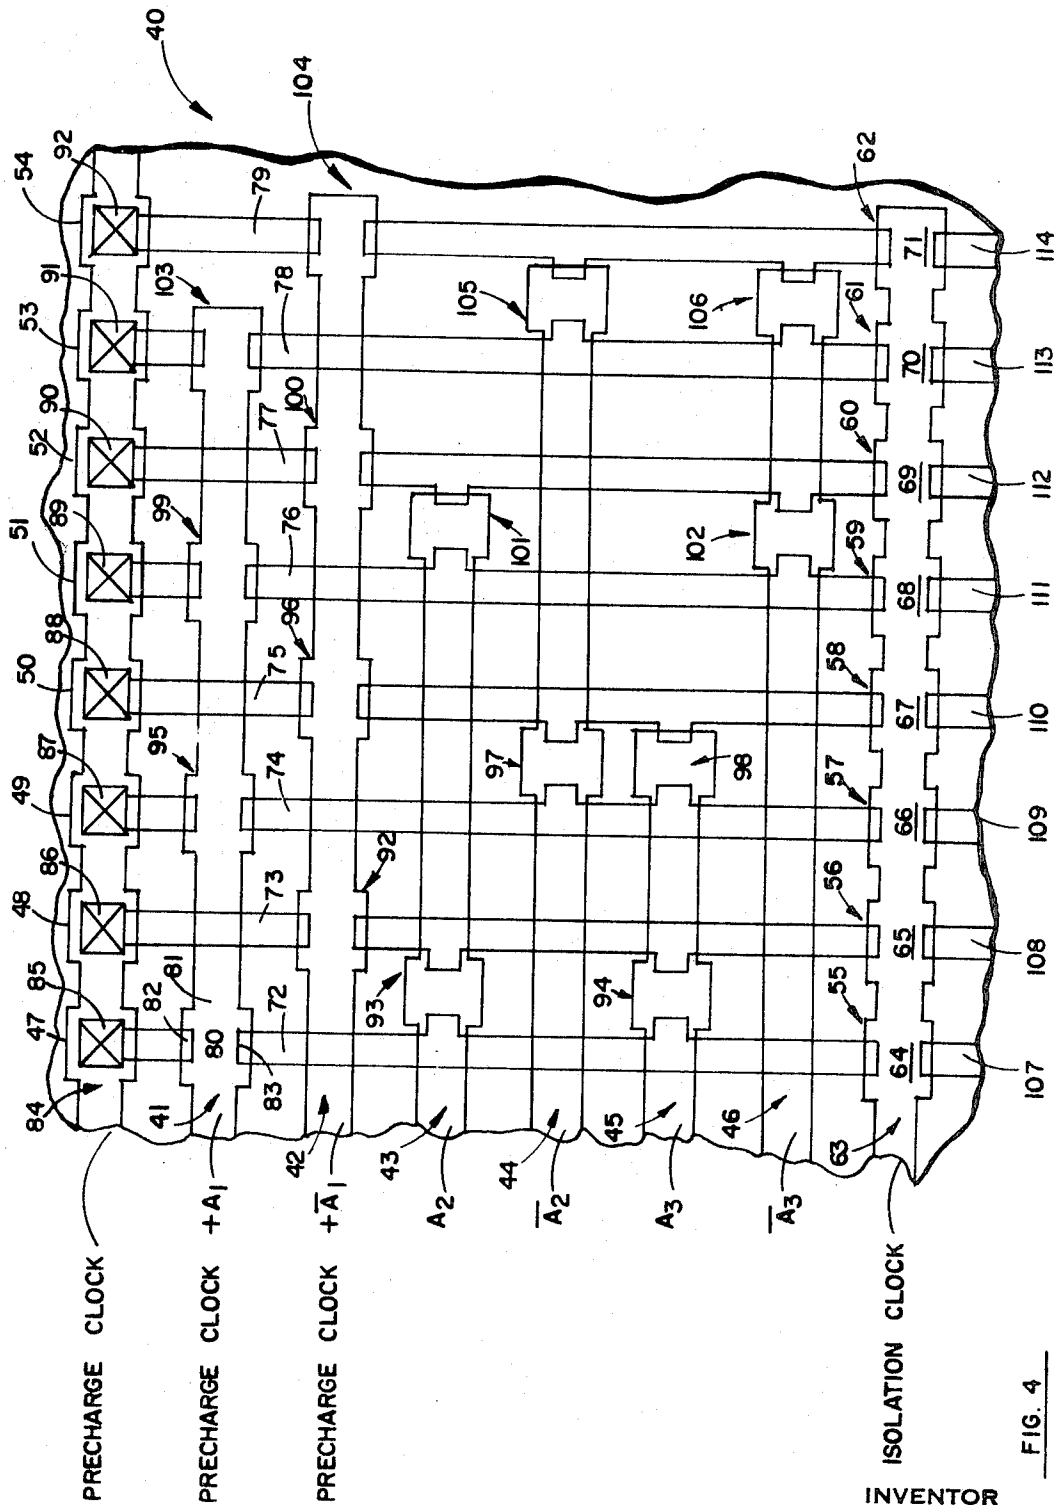 40
47 48 49 50 51 52 53 54
84 85 86 87 88 89 90 91 92
PRECHARGE CLOCK
41 82 81 95 99 103
PRECHARGE CLOCK +A1
80
83 72 73 74 75 76 77 78 79
42 92 96 100 104
PRECHARGE CLOCK +A̅1
43 93 101
A2
44 97 105
A̅2
45 94 98
A3
46 102 106
A̅3
55 56 57 58 59 60 61 62
63 64 65 66 67 68 69 70 71
ISOLATION CLOCK
107 108 109 110 111 112 113 114
FIG. 4
INVENTOR